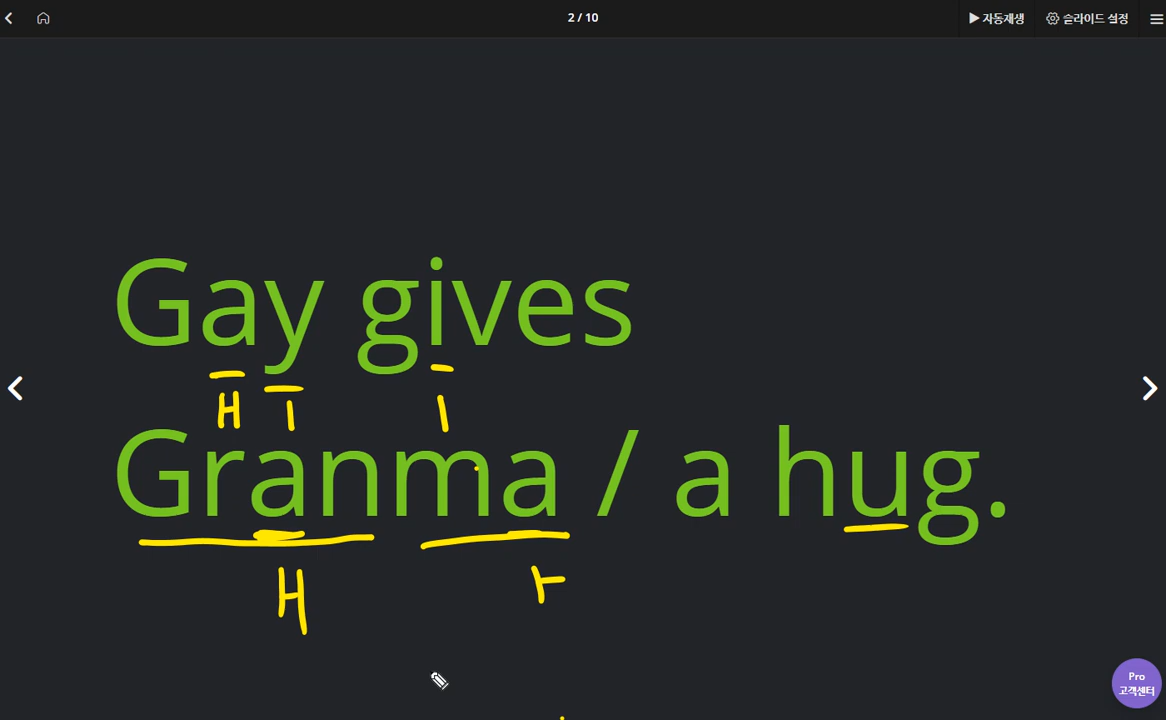 2 / 10
자동재생
슬라이드 설정
Gay gives
ㅐ ㅣ ㅣ
Granma / a hug.
ㅐ ㅏ
Pro
고객센터